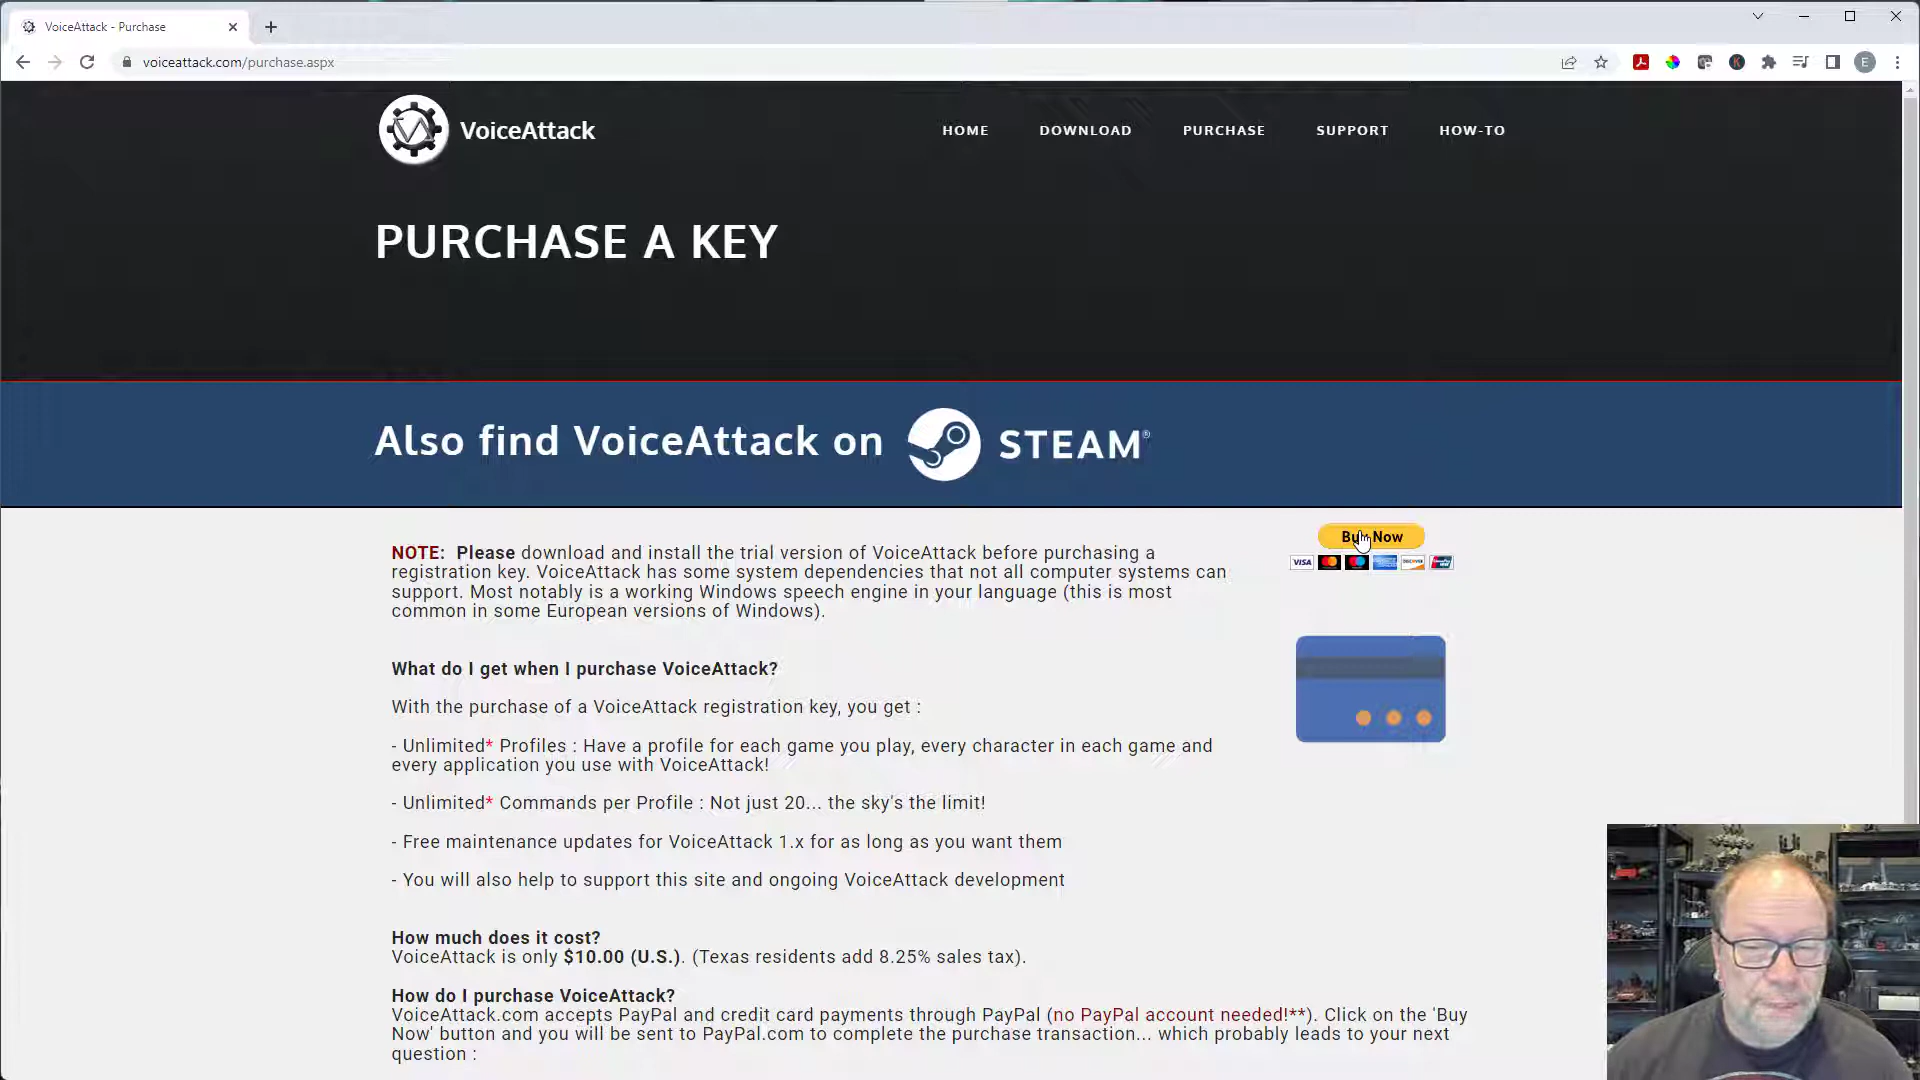 VoiceAttack - Purchase
voiceattack.com/purchase.aspx
E
VoiceAttack
HOME DOWNLOAD PURCHASE SUPPORT HOW-TO
PURCHASE A KEY
Also find VoiceAttack on STEAM®
Buy Now
VISA
NOTE: Please download and install the trial version of VoiceAttack before purchasing a
registration key. VoiceAttack has some system dependencies that not all computer systems can
support. Most notably is a working Windows speech engine in your language (this is most
common in some European versions of Windows).
What do I get when I purchase VoiceAttack?
With the purchase of a VoiceAttack registration key, you get :
- Unlimited* Profiles : Have a profile for each game you play, every character in each game and
every application you use with VoiceAttack!
- Unlimited* Commands per Profile : Not just 20... the sky's the limit!
- Free maintenance updates for VoiceAttack 1.x for as long as you want them
- You will also help to support this site and ongoing VoiceAttack development
How much does it cost?
VoiceAttack is only $10.00 (U.S.). (Texas residents add 8.25% sales tax).
How do I purchase VoiceAttack?
VoiceAttack.com accepts PayPal and credit card payments through PayPal (no PayPal account needed!**). Click on the 'Buy
Now' button and you will be sent to PayPal.com to complete the purchase transaction... which probably leads to your next
question :